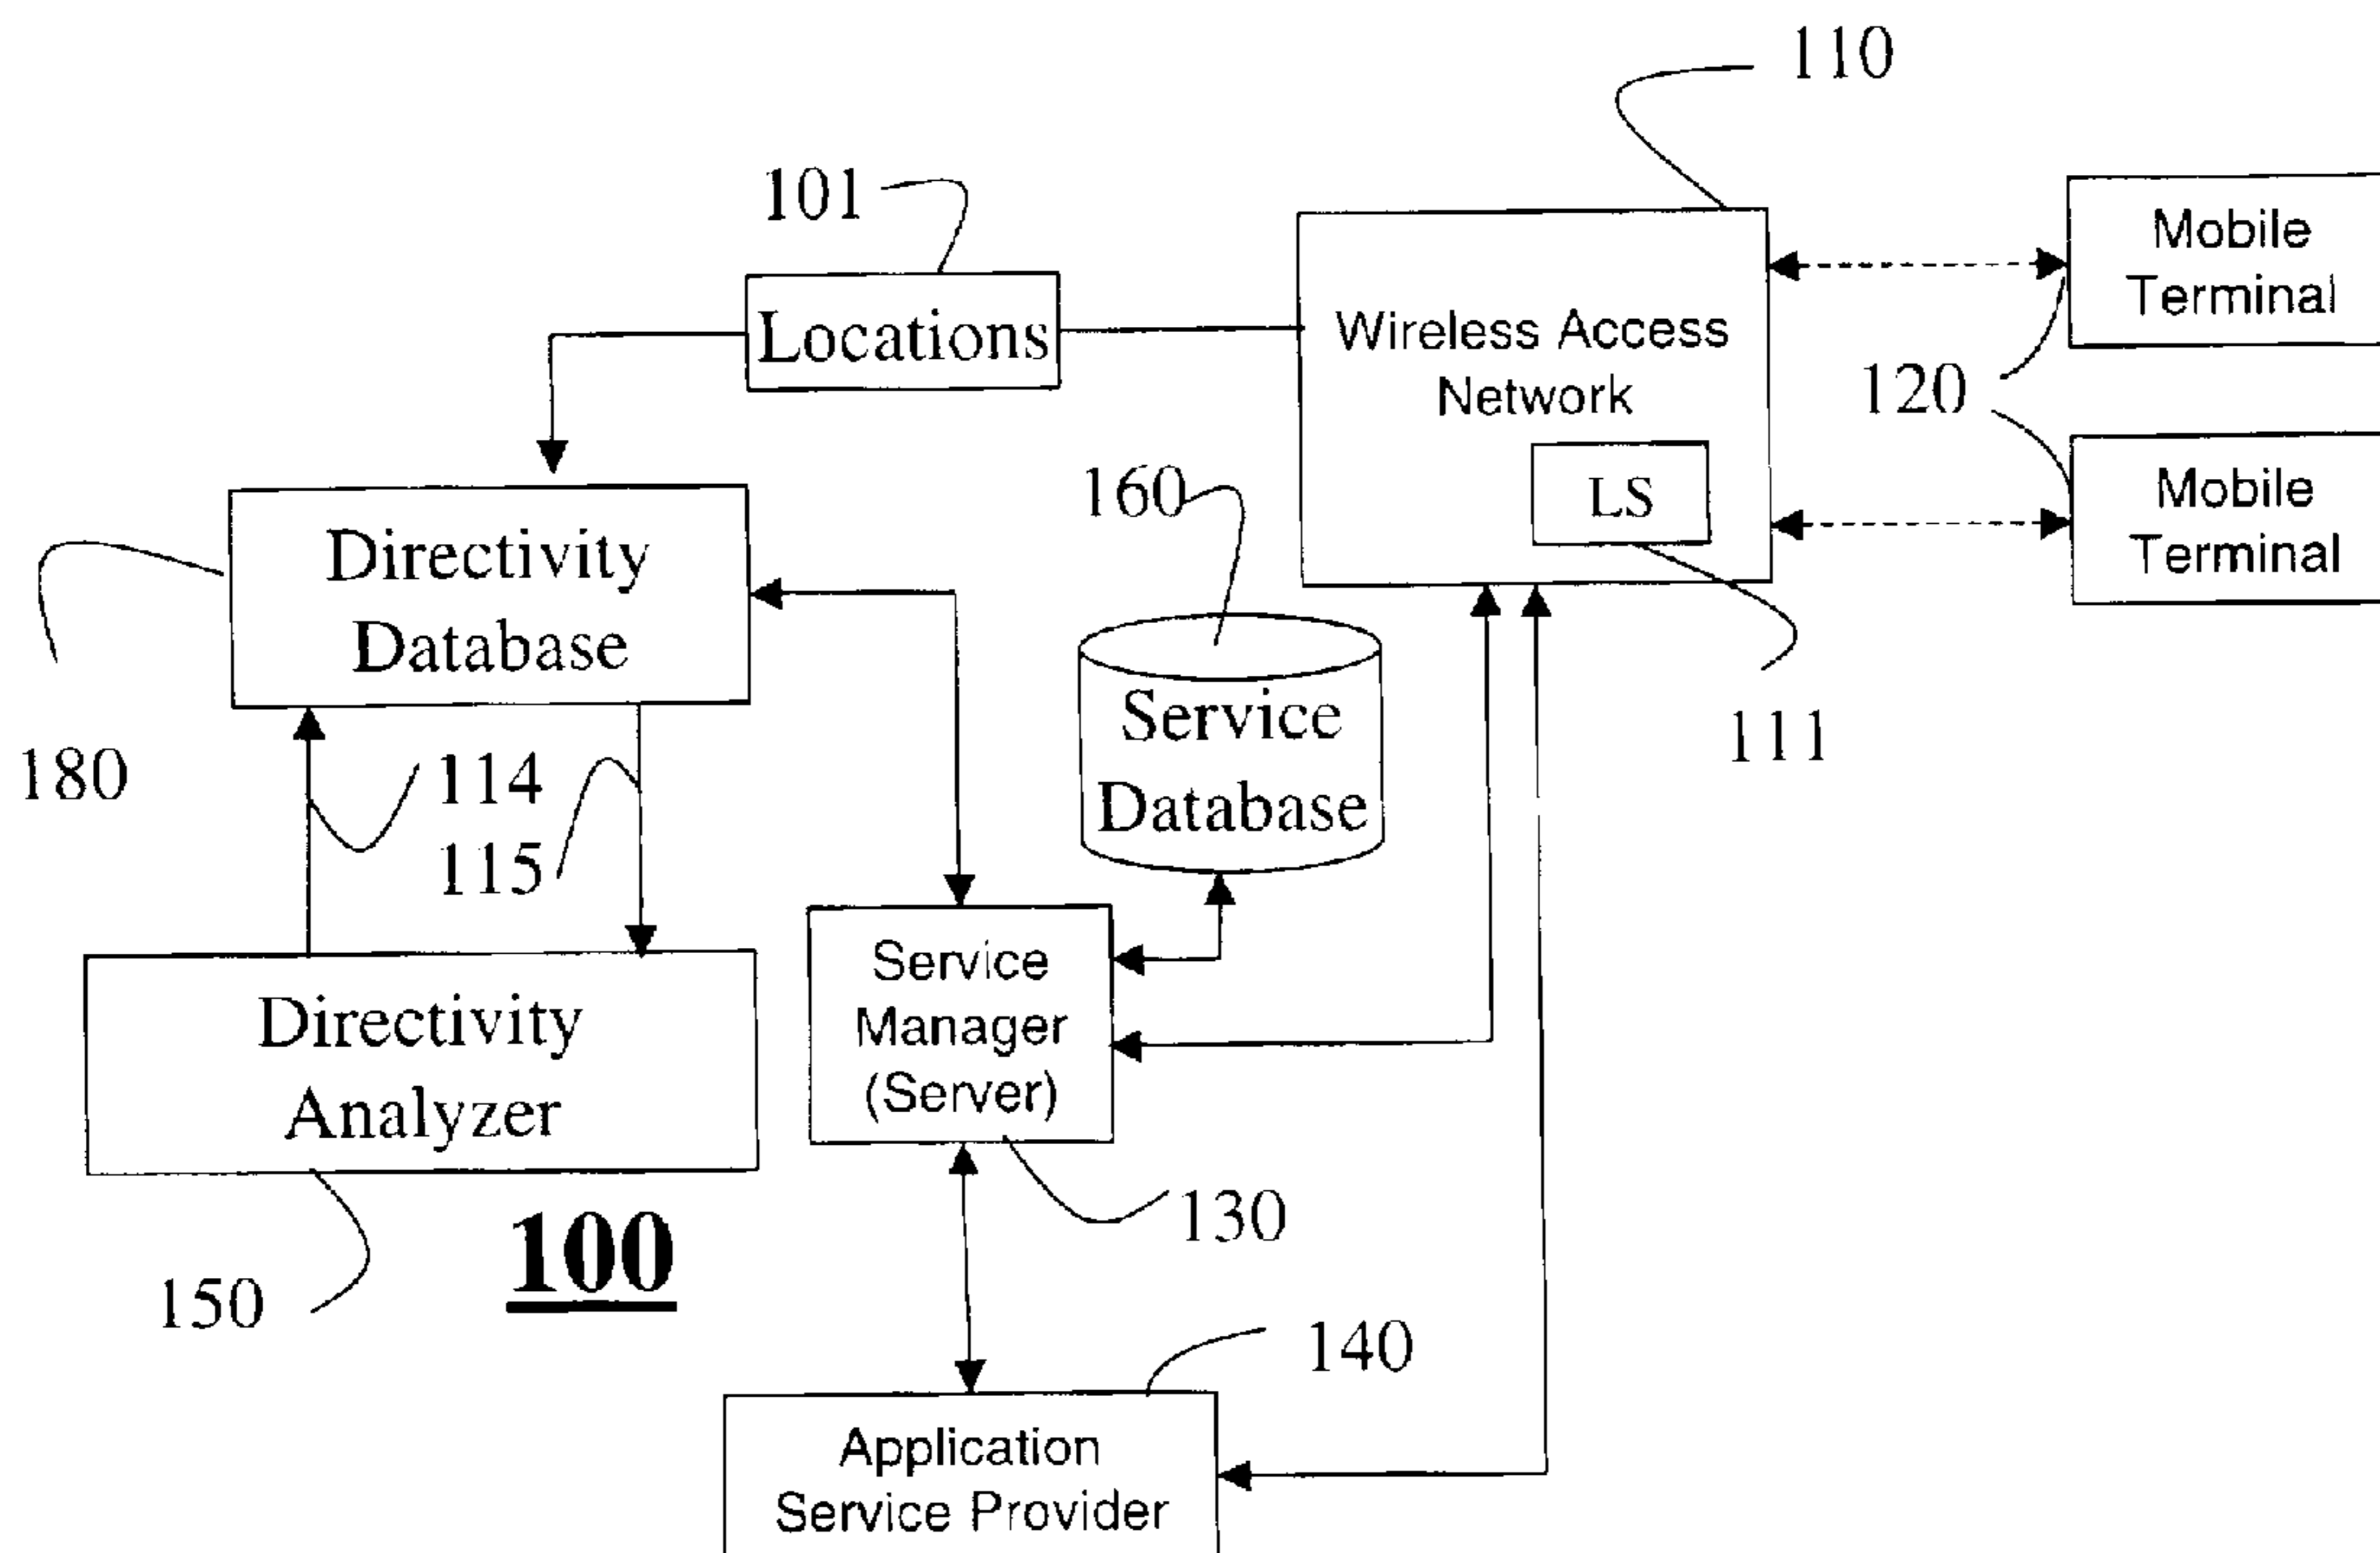 110
101
Mobile
Terminal
Locations
Wireless Access
Network
120
LS
160
Mobile
Terminal
Directivity
Database
Service
Database
111
180
114
115
Service
Manager
(Server)
Directivity
Analyzer
130
100
150
140
Application
Service Provider